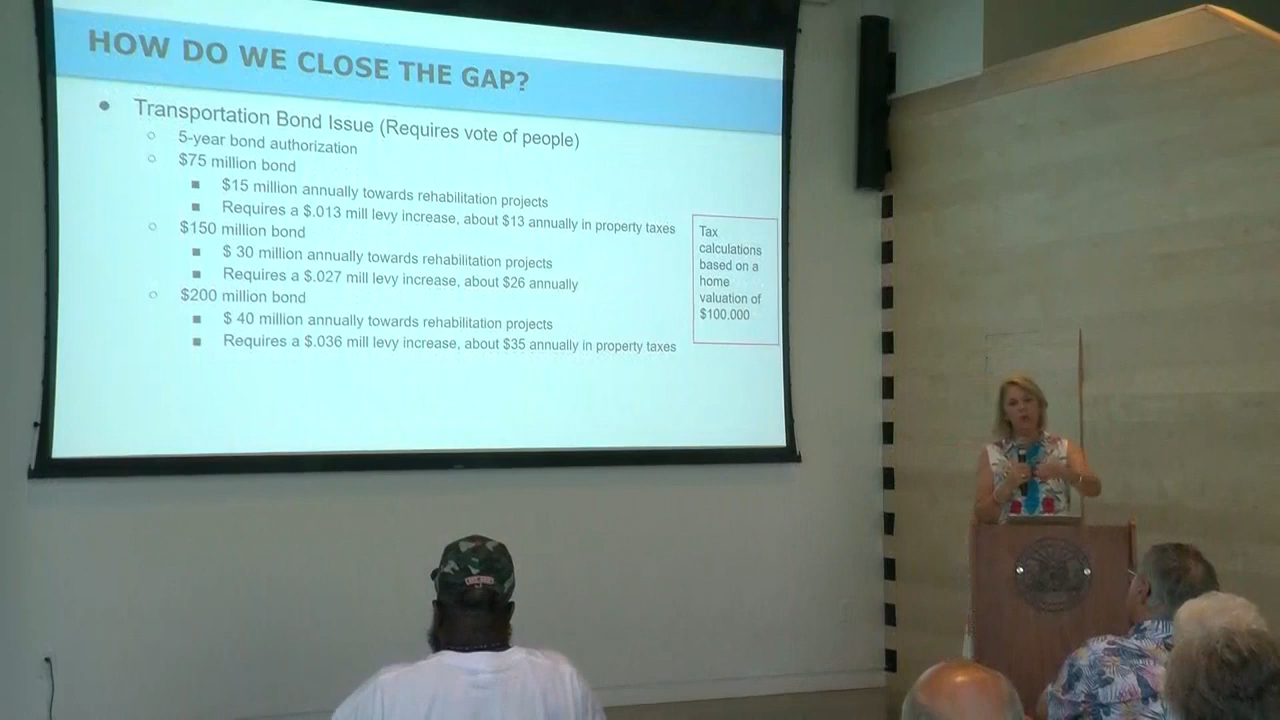 HOW DO WE CLOSE THE GAP?
Transportation Bond Issue (Requires vote of people)
5-year bond authorization
$75 million bond
$15 million annually towards rehabilitation projects
Requires a $.013 mill levy increase, about $13 annually in property taxes
$150 million bond
$ 30 million annually towards rehabilitation projects
Requires a $.027 mill levy increase, about $26 annually
$200 million bond
$ 40 million annually towards rehabilitation projects
Requires a $.036 mill levy increase, about $35 annually in property taxes
Tax
calculations
based on a
home
valuation of
$100.000